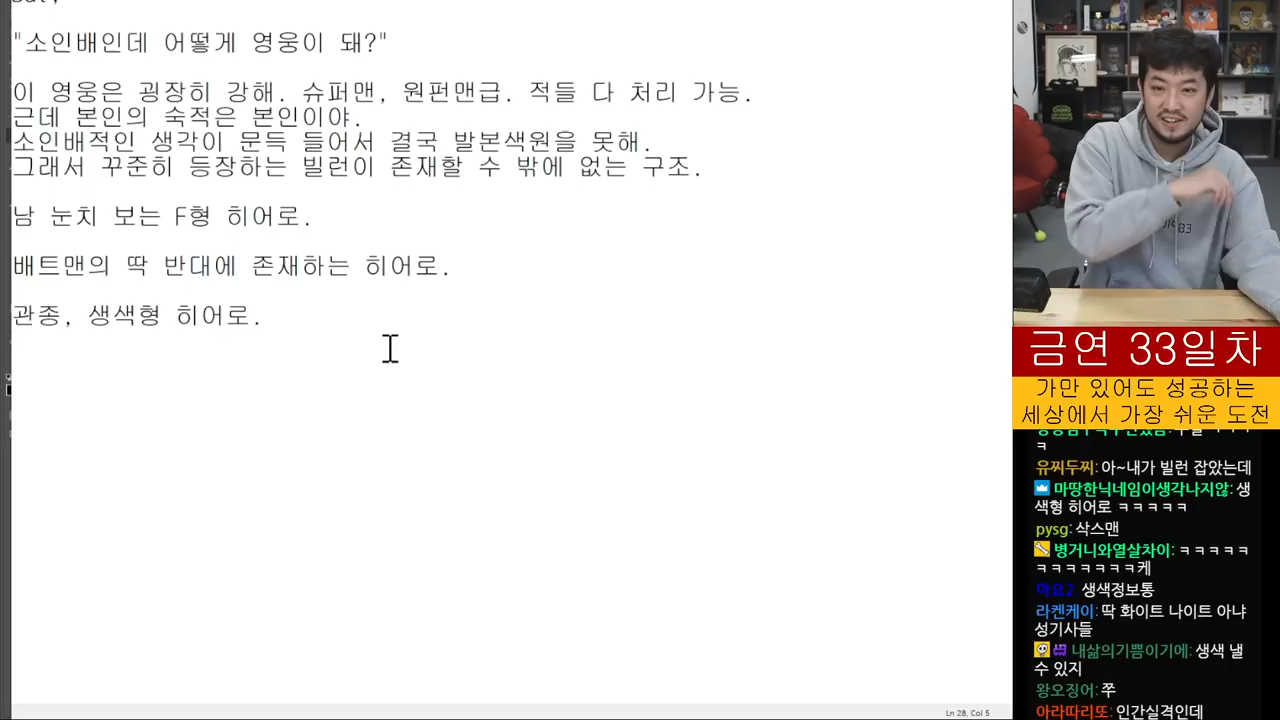 "소인배인데 어떻게 영웅이 돼?"
이 영웅은 굉장히 강해. 슈퍼맨, 원펀맨급. 적들 다 처리 가능.
근데 본인의 숙적은 본인이야.
소인배적인 생각이 문득 들어서 결국 발본색원을 못해.
그래서 꾸준히 등장하는 빌런이 존재할 수 밖에 없는 구조.
남 눈치 보는 F형 히어로.
배트맨의 딱 반대에 존재하는 히어로.
관종, 생색형 히어로.
Ln 28, Col 5
금연 33일차
가만 있어도 성공하는
세상에서 가장 쉬운 도전
ㅋ
유찌두찌: 아~내가 빌런 잡았는데
마땅한닉네임이생각나지않: 생
색형 히어로 ㅋㅋㅋㅋㅋ
pysg: 삭스맨
병거니와열살차이: ㅋㅋㅋㅋㅋ
ㅋㅋㅋㅋㅋㅋㅋ케
마요2: 생색정보통
라켄케이: 딱 화이트 나이트 아냐
성기사들
내삶의기쁨이기에: 생색 낼
수 있지
왕오징어: 쭈
아라따리또: 인간실격인데